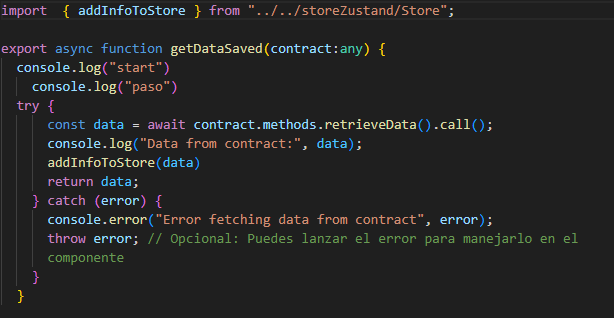 import  { addInfoToStore } from "../../storeZustand/Store";
export async function getDataSaved(contract:any) {
console.log("start")
console.log("paso")
try {
const data = await contract.methods.retrieveData().call();
console.log("Data from contract:", data);
addInfoToStore(data)
return data;
} catch (error) {
console.error("Error fetching data from contract", error);
throw error; // Opcional: Puedes lanzar el error para manejarlo en el
componente
}
}